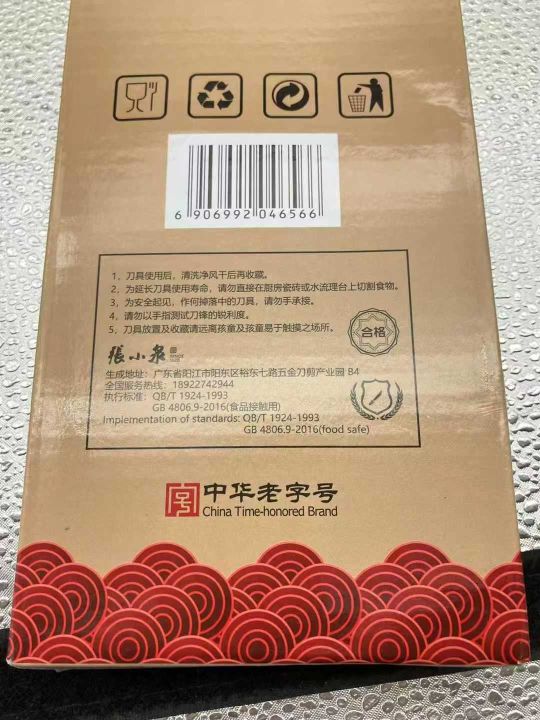 6 906992 046566
1、刀具使用后，清洗净风干后再收藏。
2、为延长刀具使用寿命，请勿直接在厨房瓷砖或水流理台上切割食物。
3、为安全起见，作何掉落中的刀具，请勿手承接。
4、请勿以手指测试刀锋的锐利度。
5、刀具放置及收藏请远离孩童及孩童易于触摸之场所。
合格
張小泉
生成地址：广东省阳江市阳东区裕东七路五金刀剪产业园 B4
全国服务热线：18922742944
执行标准：QB/T 1924-1993
GB 4806.9-2016(食品接触用)
Implementation of standards: QB/T 1924-1993
GB 4806.9-2016(food safe)
中华老字号
China Time-honored Brand